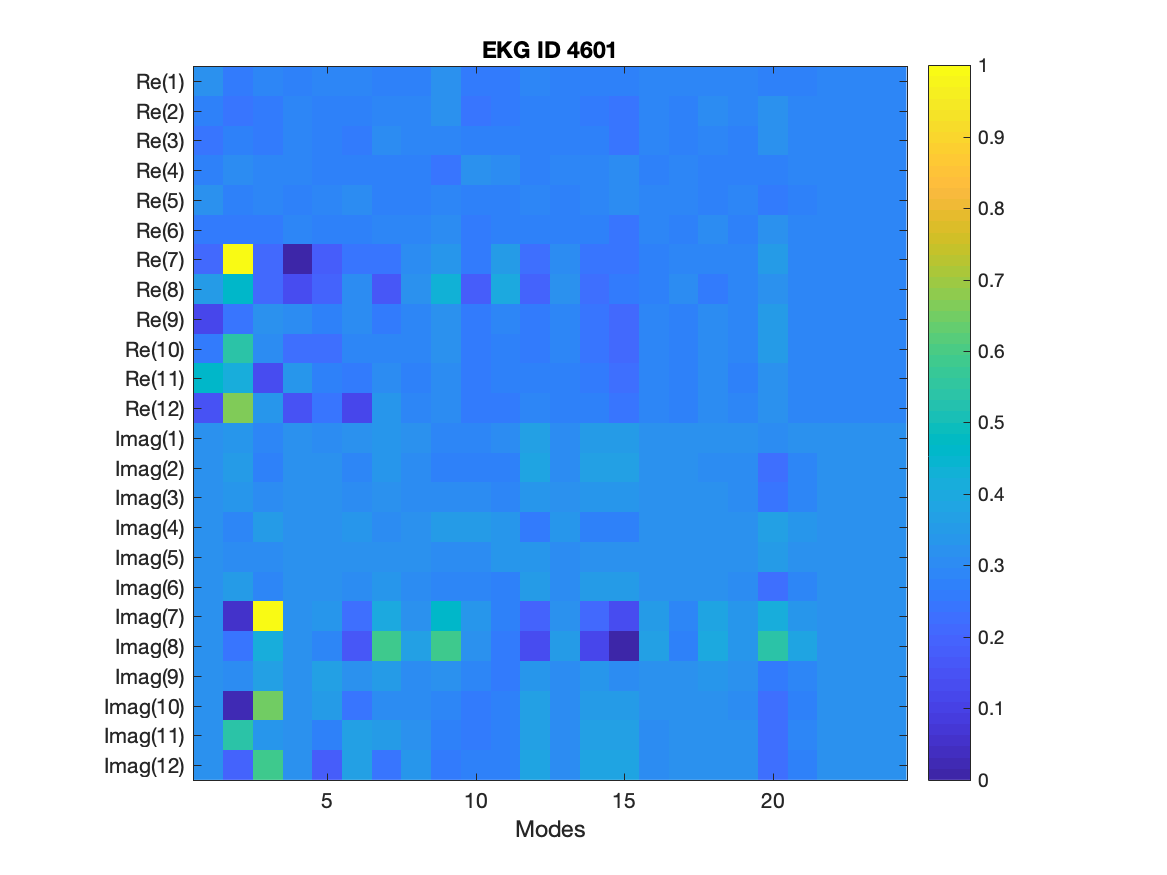 EKG ID 4601
Re(1)
Re(2)
Re(3)
Re(4)
Re(5)
Re(6)
Re(7)
Re(8)
Re(9)
Re(10)
Re(11)
Re(12)
Imag(1)
Imag(2)
Imag(3)
Imag(4)
Imag(5)
Imag(6)
Imag(7)
Imag(8)
Imag(9)
Imag(10)
Imag(11)
Imag(12)
5 10 15 20
Modes
1
0.9
0.8
0.7
0.6
0.5
0.4
0.3
0.2
0.1
0